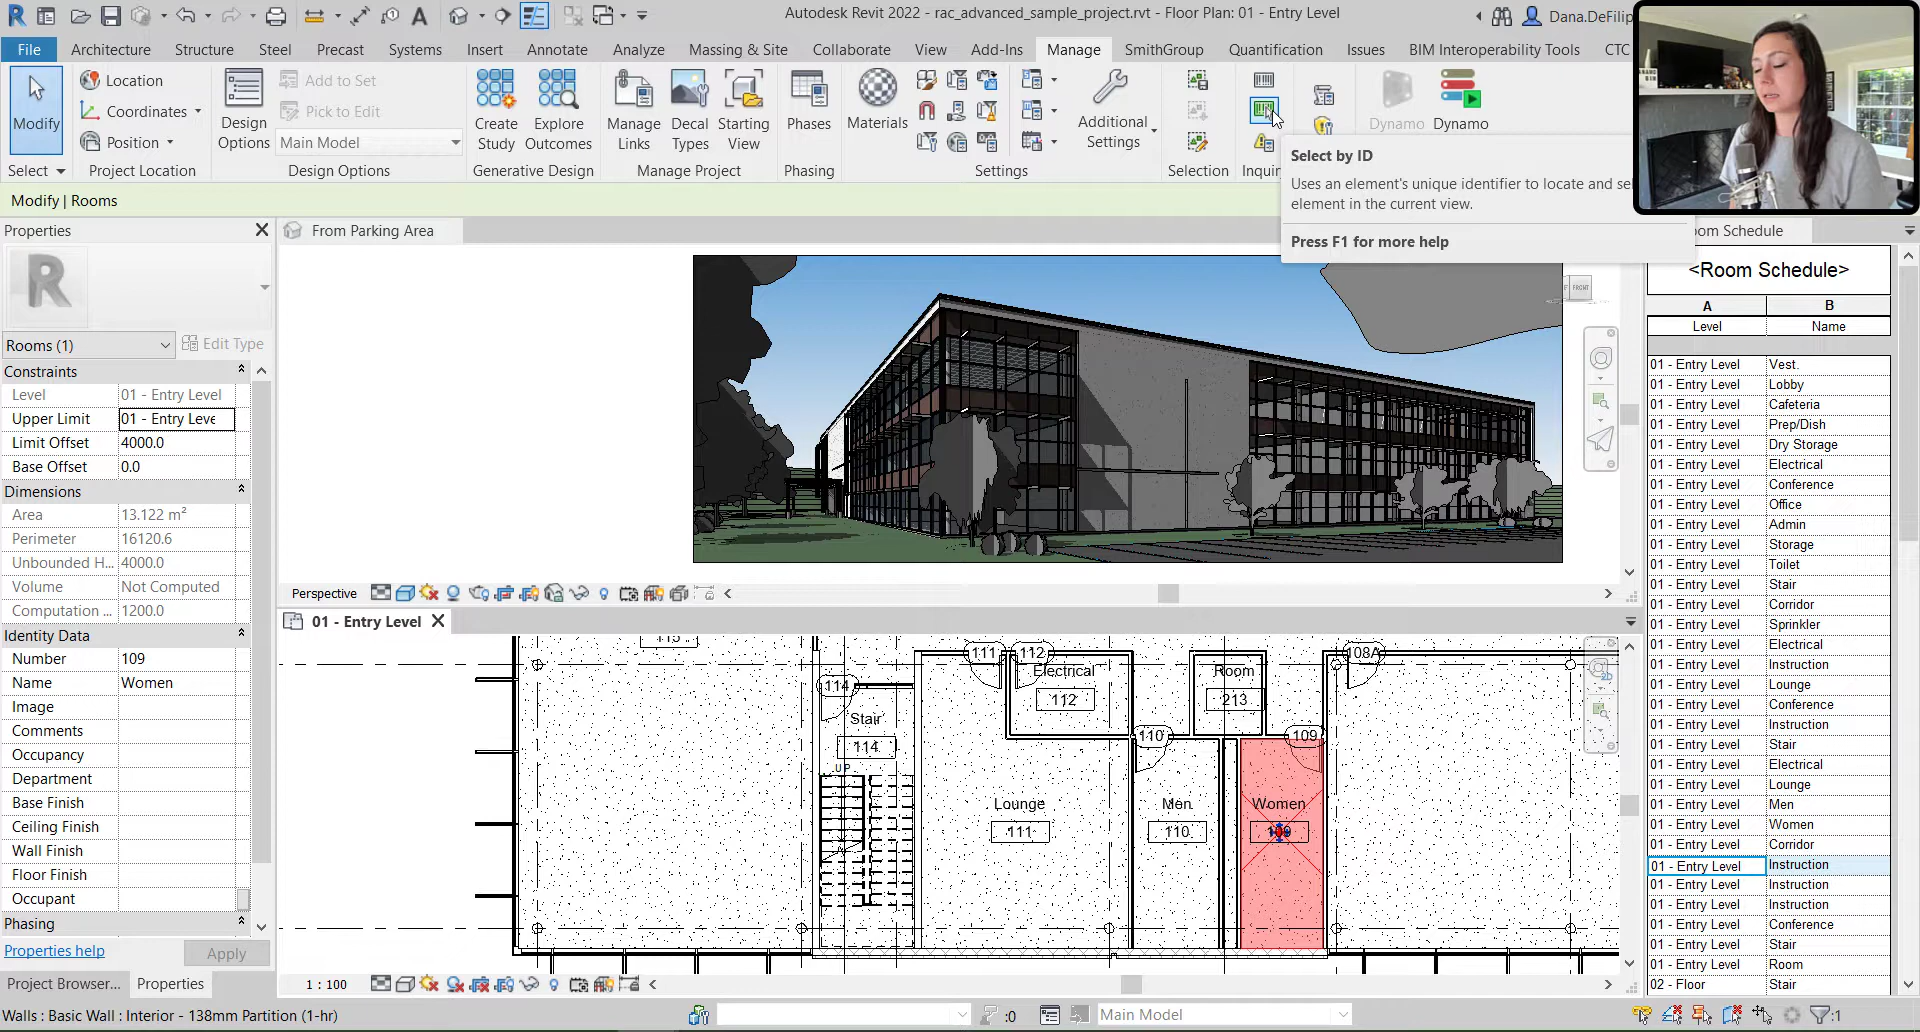 Autodesk Revit 2022 - rac_advanced_sample_project.rvt - Floor Plan: 01 - Entry Level
Dana.DeFilip
File
Architecture
Structure
Steel
Precast
Systems
Insert
Annotate
Analyze
Massing & Site
Collaborate
View
Add-Ins
Manage
SmithGroup
Quantification
Issues
BIM Interoperability Tools
CTC
Modify
Location
Coordinates
Position
Design
Options
Add to Set
Pick to Edit
Main Model
Create
Study
Explore
Outcomes
Manage
Links
Decal
Types
Starting
View
Phases
Materials
Additional
Settings
Dynamo
Dynamo
Select
Project Location
Design Options
Generative Design
Manage Project
Phasing
Settings
Selection
Inqui
Select by ID
Uses an element's unique identifier to locate and sel
element in the current view.
Press F1 for more help
Modify | Rooms
Properties
From Parking Area
oom Schedule
R
Rooms (1)
Edit Type
Constraints
Level 01 - Entry Level
Upper Limit 01 - Entry Leve
Limit Offset 4000.0
Base Offset 0.0
Dimensions
Area 13.122 m²
Perimeter 16120.6
Unbounded H... 4000.0
Volume Not Computed
Computation ... 1200.0
Identity Data
Number 109
Name Women
Image
Comments
Occupancy
Department
Base Finish
Ceiling Finish
Wall Finish
Floor Finish
Occupant
Phasing
Properties help
Apply
Project Browser...
Properties
FRONT
Perspective
01 - Entry Level
115
111
112
108A
Electrical
112
Room
213
114
Stair
114
UP
110
109
Lounge
111
Men
110
Women
1 : 100
<Room Schedule>
A B
Level Name
01 - Entry Level Vest.
01 - Entry Level Lobby
01 - Entry Level Cafeteria
01 - Entry Level Prep/Dish
01 - Entry Level Dry Storage
01 - Entry Level Electrical
01 - Entry Level Conference
01 - Entry Level Office
01 - Entry Level Admin
01 - Entry Level Storage
01 - Entry Level Toilet
01 - Entry Level Stair
01 - Entry Level Corridor
01 - Entry Level Sprinkler
01 - Entry Level Electrical
01 - Entry Level Instruction
01 - Entry Level Lounge
01 - Entry Level Conference
01 - Entry Level Instruction
01 - Entry Level Stair
01 - Entry Level Electrical
01 - Entry Level Lounge
01 - Entry Level Men
01 - Entry Level Women
01 - Entry Level Corridor
01 - Entry Level Instruction
01 - Entry Level Instruction
01 - Entry Level Instruction
01 - Entry Level Conference
01 - Entry Level Stair
01 - Entry Level Room
02 - Floor Stair
Walls : Basic Wall : Interior - 138mm Partition (1-hr)
:0
Main Model
:1